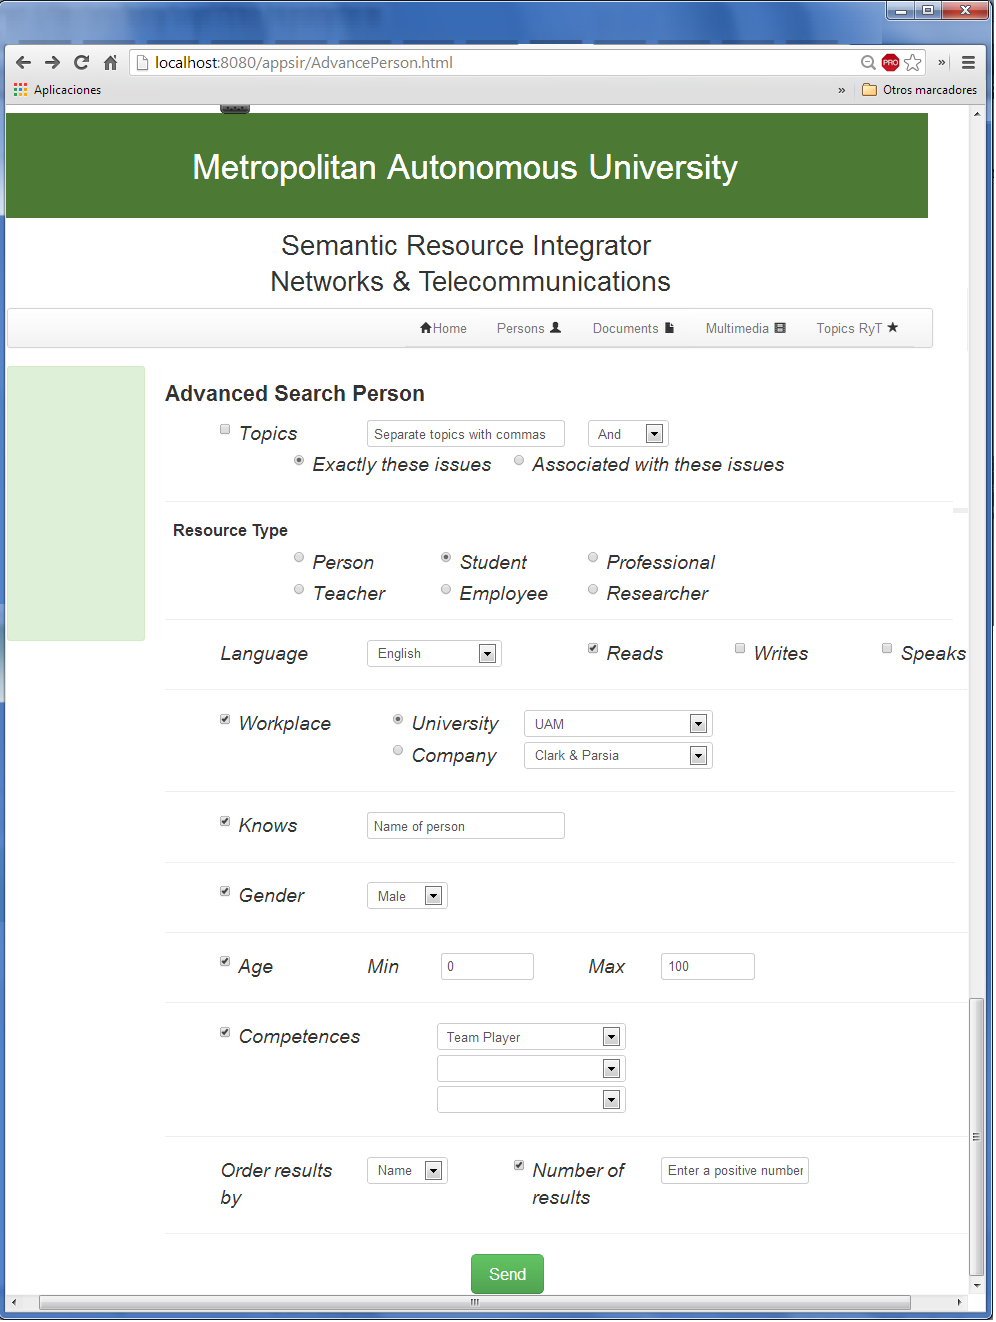 localhost:8080/appsir/AdvancePerson.html PRO »
Aplicaciones » Otros marcadores
Metropolitan Autonomous University
Semantic Resource Integrator
Networks & Telecommunications
Home Persons Documents Multimedia Topics RyT
Advanced Search Person
Topics Separate topics with commas And
Exactly these issues Associated with these issues
Resource Type
Person Student Professional
Teacher Employee Researcher
Language English Reads Writes Speaks
Workplace University UAM
Company Clark & Parsia
Knows Name of person
Gender Male
Age Min 0 Max 100
Competences Team Player
Order results Name Number of Enter a positive number
by results
Send